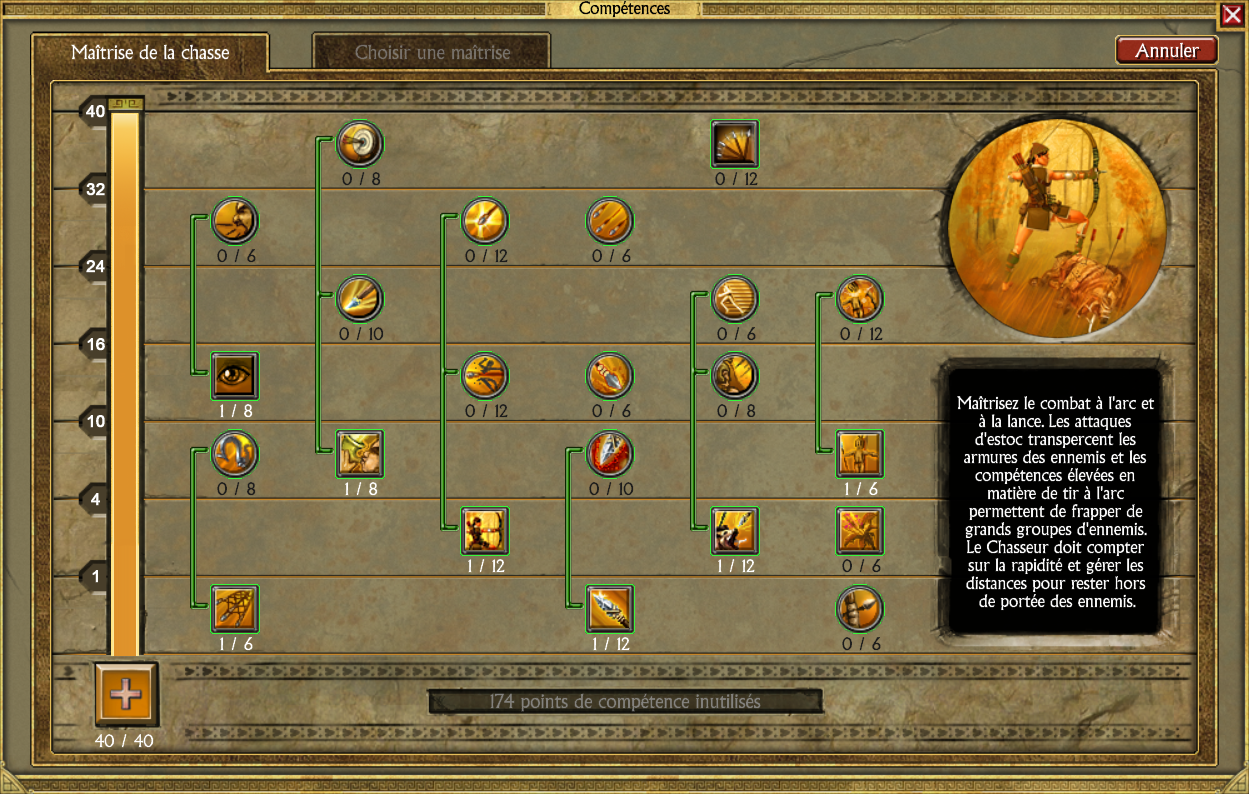 Compétences
Maîtrise de la chasse
Choisir une maîtrise
Annuler
40
0 / 8
0 / 12
32
0 / 6
0 / 12
0 / 6
24
0 / 10
0 / 6
0 / 12
16
1 / 8
0 / 12
0 / 6
0 / 8
10
0 / 8
1 / 8
0 / 10
1 / 6
4
1 / 12
1 / 12
0 / 6
1
1 / 6
1 / 12
0 / 6
Maîtrisez le combat à l'arc et
à la lance. Les attaques
d'estoc transpercent les
armures des ennemis et les
compétences élevées en
matière de tir à l'arc
permettent de frapper de
grands groupes d'ennemis.
Le Chasseur doit compter
sur la rapidité et gérer les
distances pour rester hors
de portée des ennemis.
174 points de compétence inutilisés
40 / 40